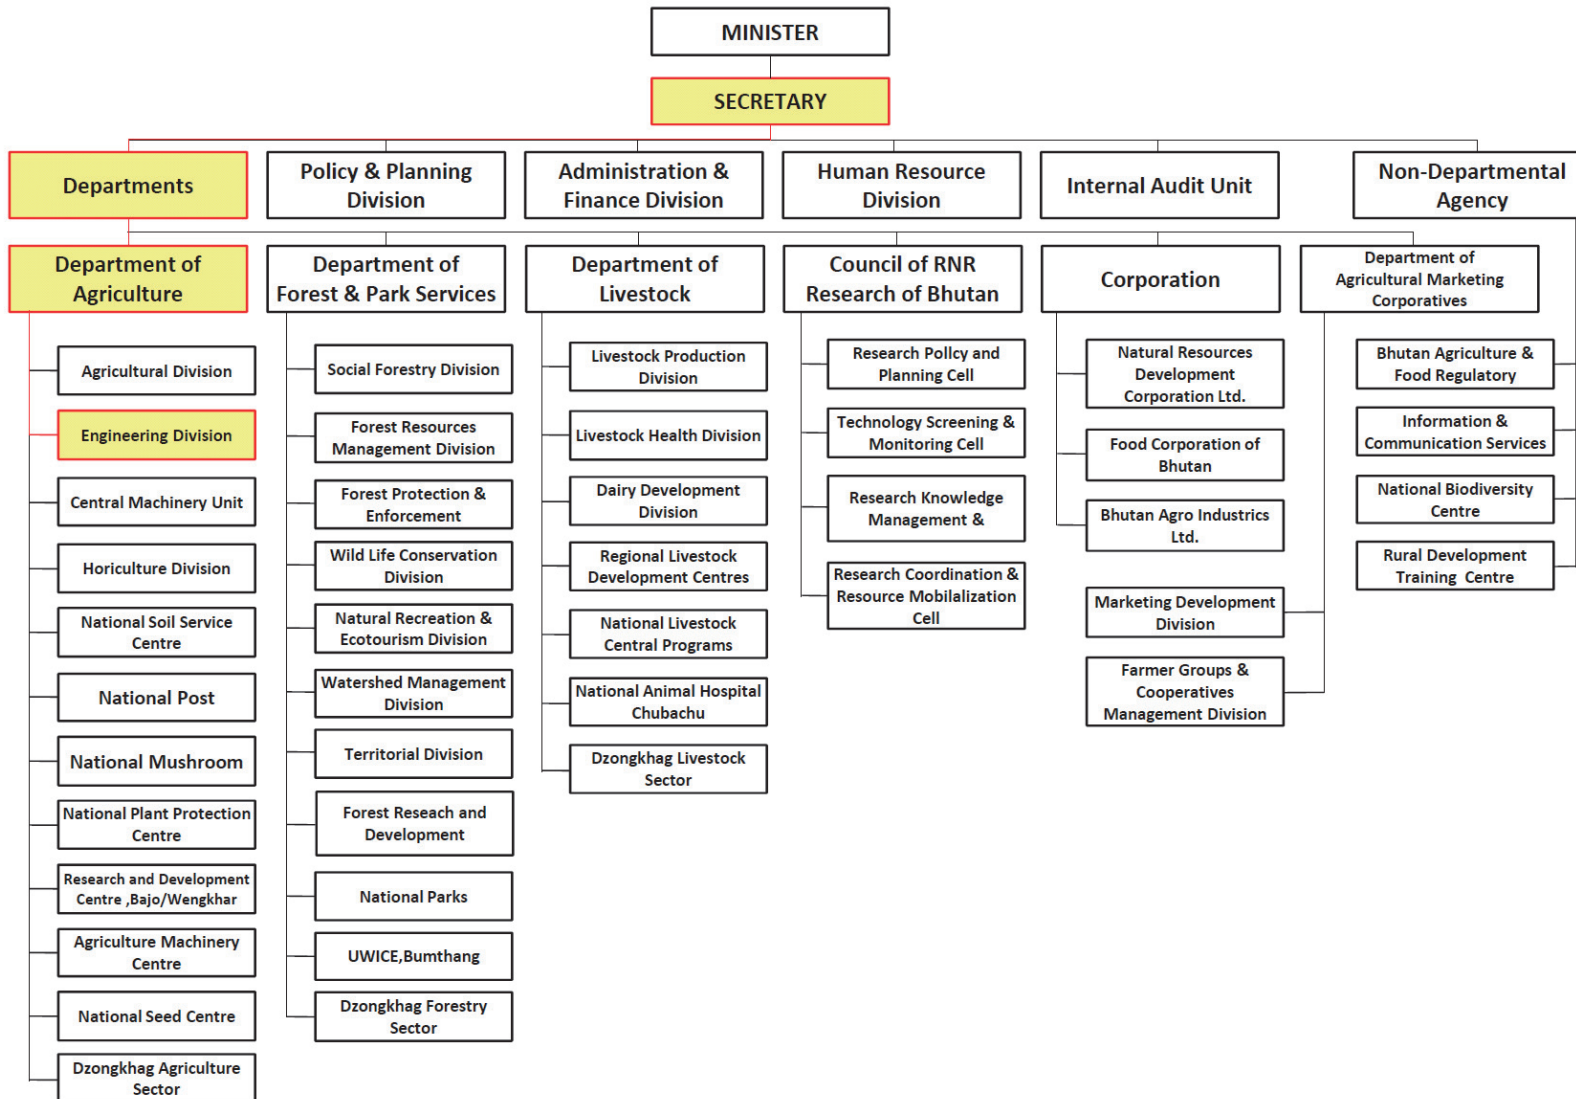 MINISTER
SECRETARY
Departments
Policy & Planning
Division
Administration &
Finance Division
Human Resource
Division
Internal Audit Unit
Non-Departmental
Agency
Department of
Agriculture
Department of
Forest & Park Services
Department of
Livestock
Council of RNR
Research of Bhutan
Corporation
Department of
Agricultural Marketing
Corporatives
Agricultural Division
Engineering Division
Central Machinery Unit
Horiculture Division
National Soil Service
Centre
National Post
National Mushroom
National Plant Protection
Centre
Research and Development
Centre ,Bajo/Wengkhar
Agriculture Machinery
Centre
National Seed Centre
Dzongkhag Agriculture
Sector
Social Forestry Division
Forest Resources
Management Division
Forest Protection &
Enforcement
Wild Life Conservation
Division
Natural Recreation &
Ecotourism Division
Watershed Management
Division
Territorial Division
Forest Reseach and
Development
National Parks
UWICE,Bumthang
Dzongkhag Forestry
Sector
Livestock Production
Division
Livestock Health Division
Dairy Development
Division
Regional Livestock
Development Centres
National Livestock
Central Programs
National Animal Hospital
Chubachu
Dzongkhag Livestock
Sector
Research Pollcy and
Planning Cell
Technology Screening &
Monitoring Cell
Research Knowledge
Management &
Research Coordination &
Resource Mobilalization
Cell
Natural Resources
Development
Corporation Ltd.
Food Corporation of
Bhutan
Bhutan Agro Industrics
Ltd.
Marketing Development
Division
Farmer Groups &
Cooperatives
Management Division
Bhutan Agriculture &
Food Regulatory
Information &
Communication Services
National Biodiversity
Centre
Rural Development
Training Centre